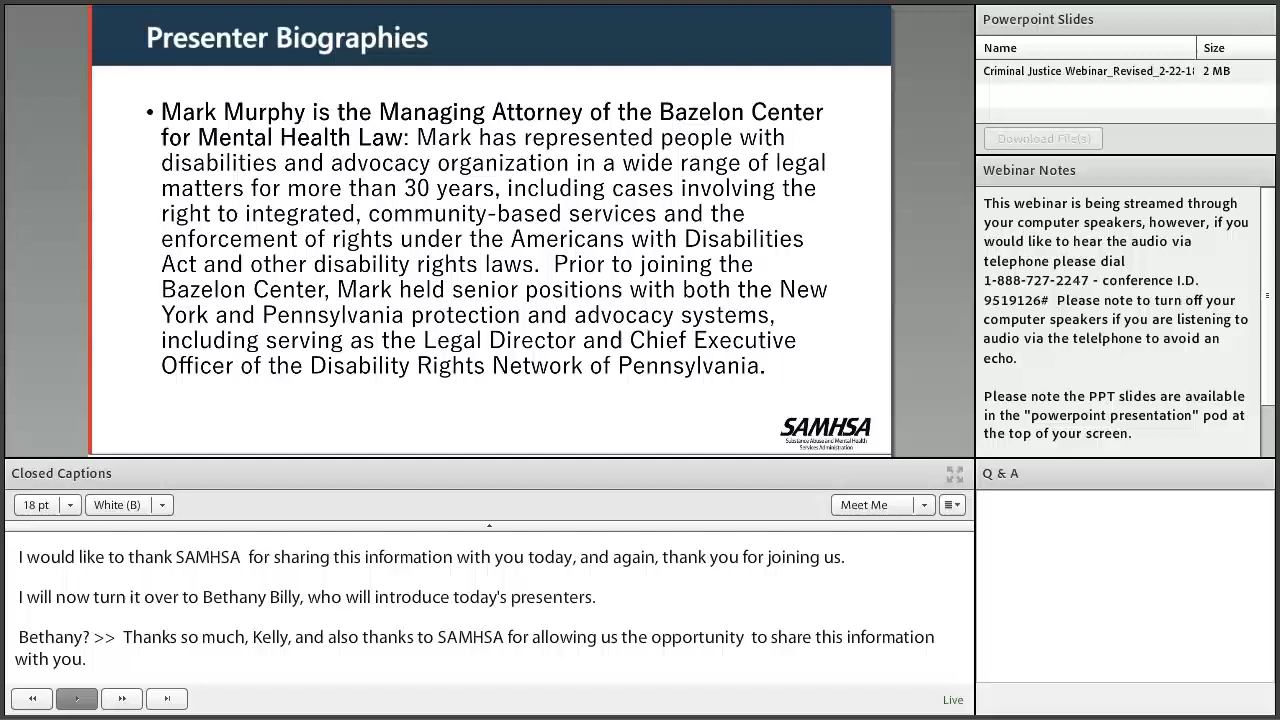 Presenter Biographies
• Mark Murphy is the Managing Attorney of the Bazelon Center
for Mental Health Law: Mark has represented people with
disabilities and advocacy organization in a wide range of legal
matters for more than 30 years, including cases involving the
right to integrated, community-based services and the
enforcement of rights under the Americans with Disabilities
Act and other disability rights laws. Prior to joining the
Bazelon Center, Mark held senior positions with both the New
York and Pennsylvania protection and advocacy systems,
including serving as the Legal Director and Chief Executive
Officer of the Disability Rights Network of Pennsylvania.
SAMHSA
Substance Abuse and Mental Health
Services Administration
Powerpoint Slides
Name Size
Criminal Justice Webinar_Revised_2-22-18 2 MB
Download File(s)
Webinar Notes
This webinar is being streamed through
your computer speakers, however, if you
would like to hear the audio via
telephone please dial
1-888-727-2247 - conference I.D.
9519126# Please note to turn off your
computer speakers if you are listening to
audio via the telelphone to avoid an
echo.
Please note the PPT slides are available
in the "powerpoint presentation" pod at
the top of your screen.
Closed Captions
18 pt White (B) Meet Me
I would like to thank SAMHSA for sharing this information with you today, and again, thank you for joining us.
I will now turn it over to Bethany Billy, who will introduce today's presenters.
Bethany? >> Thanks so much, Kelly, and also thanks to SAMHSA for allowing us the opportunity to share this information
with you.
Live
Q & A